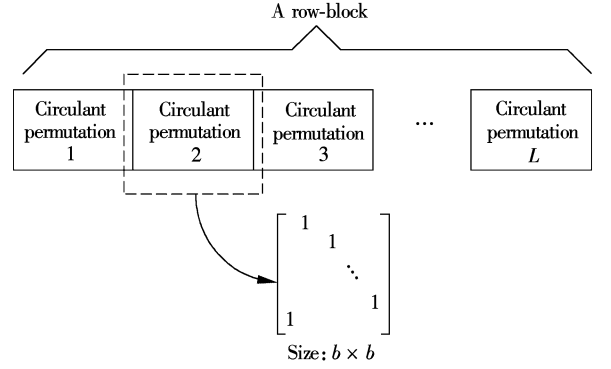 A row-block
Circulant permutation 1
Circulant permutation 2
Circulant permutation 3
...
Circulant permutation L
1
1
⋱
1
1
Size: b × b